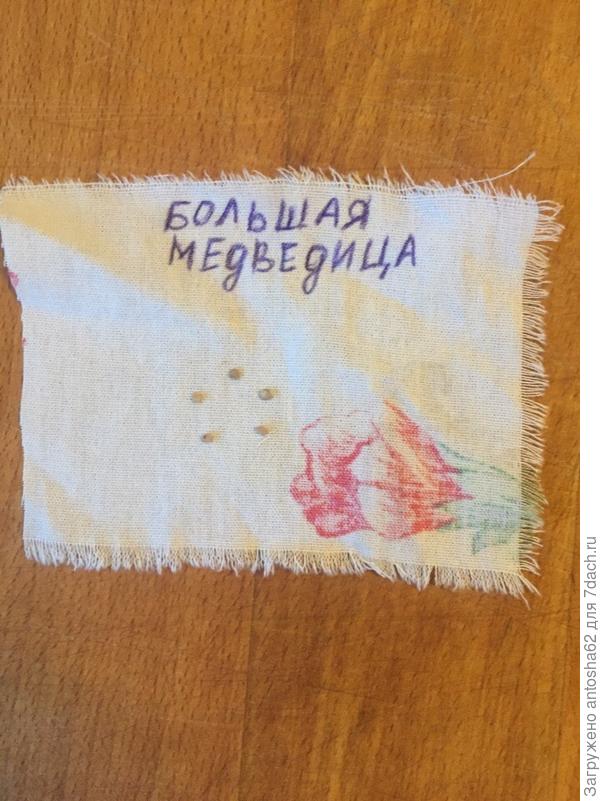 БОЛЬШАЯ
МЕДВЕДИЦА
Загружено antosha62 для 7dach.ru